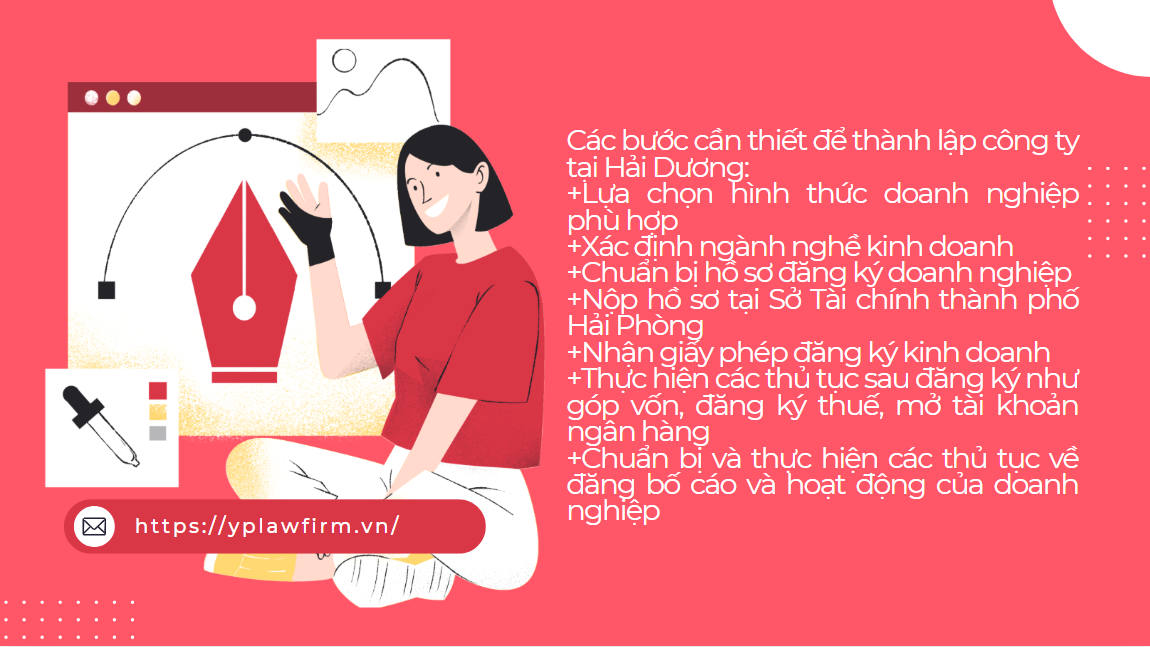 Các bước cần thiết để thành lập công ty
tại Hải Dương:
+Lựa chọn hình thức doanh nghiệp
phù hợp
+Xác định ngành nghề kinh doanh
+Chuẩn bị hồ sơ đăng ký doanh nghiệp
+Nộp hồ sơ tại Sở Tài chính thành phố
Hải Phòng
+Nhận giấy phép đăng ký kinh doanh
+Thực hiện các thủ tục sau đăng ký như
góp vốn, đăng ký thuế, mở tài khoản
ngân hàng
+Chuẩn bị và thực hiện các thủ tục về
đăng bố cáo và hoạt động của doanh
nghiệp
https://yplawfirm.vn/